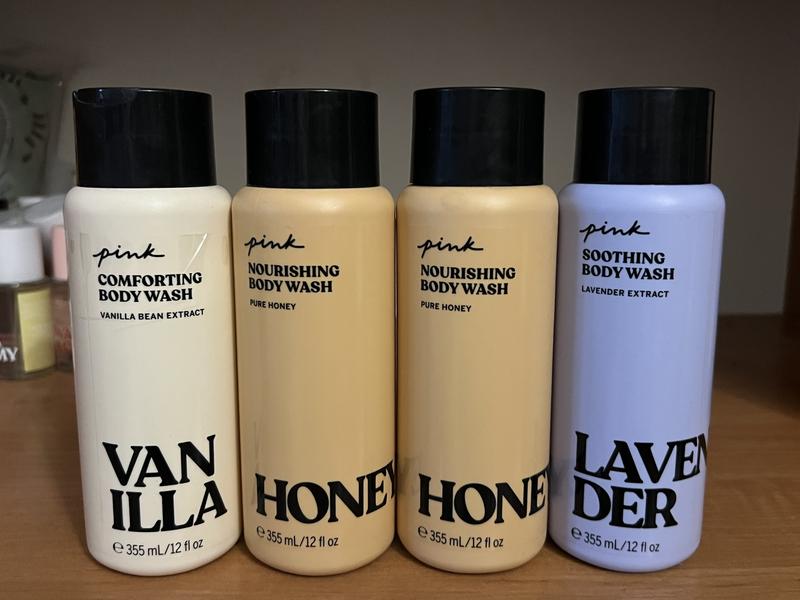 pink
COMFORTING
BODY WASH
VANILLA BEAN EXTRACT
VAN
ILLA
℮ 355 mL/12 fl oz
pink
NOURISHING
BODY WASH
PURE HONEY
HONEY
℮ 355 mL/12 fl oz
pink
NOURISHING
BODY WASH
PURE HONEY
HONEY
℮ 355 mL/12 fl oz
pink
SOOTHING
BODY WASH
LAVENDER EXTRACT
LAVEN
DER
℮ 355 mL/12 fl oz